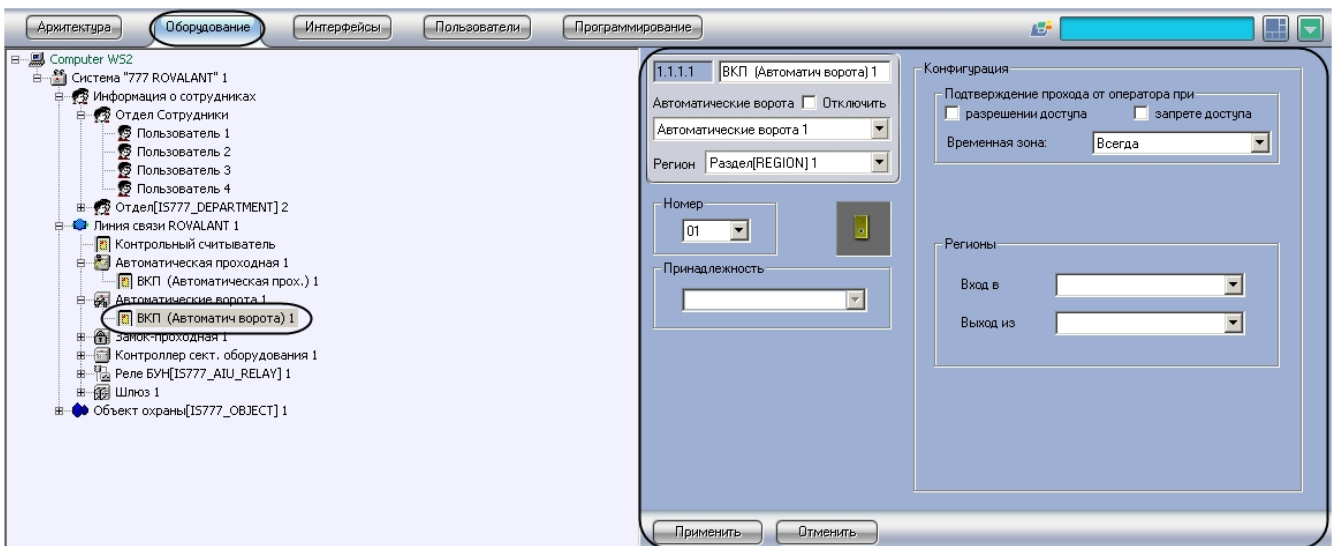 Архитектура Оборудование Интерфейсы Пользователи Программирование
Computer WS2
Система "777 ROVALANT" 1
Информация о сотрудниках
Отдел Сотрудники
Пользователь 1
Пользователь 2
Пользователь 3
Пользователь 4
Отдел[IS777_DEPARTMENT] 2
Линия связи ROVALANT 1
Контрольный считыватель
Автоматическая проходная 1
ВКП (Автоматическая прох.) 1
Автоматические ворота 1
ВКП (Автоматич ворота) 1
Замок-проходная 1
Контроллер сект. оборудования 1
Реле БУН[IS777_AIU_RELAY] 1
Шлюз 1
Объект охраны[IS777_OBJECT] 1
1.1.1.1 ВКП (Автоматич ворота) 1
Автоматические ворота Отключить
Автоматические ворота 1
Регион Раздел[REGION] 1
Номер
01
Принадлежность
Конфигурация
Подтверждение прохода от оператора при
разрешении доступа запрете доступа
Временная зона: Всегда
Регионы
Вход в
Выход из
Применить Отменить